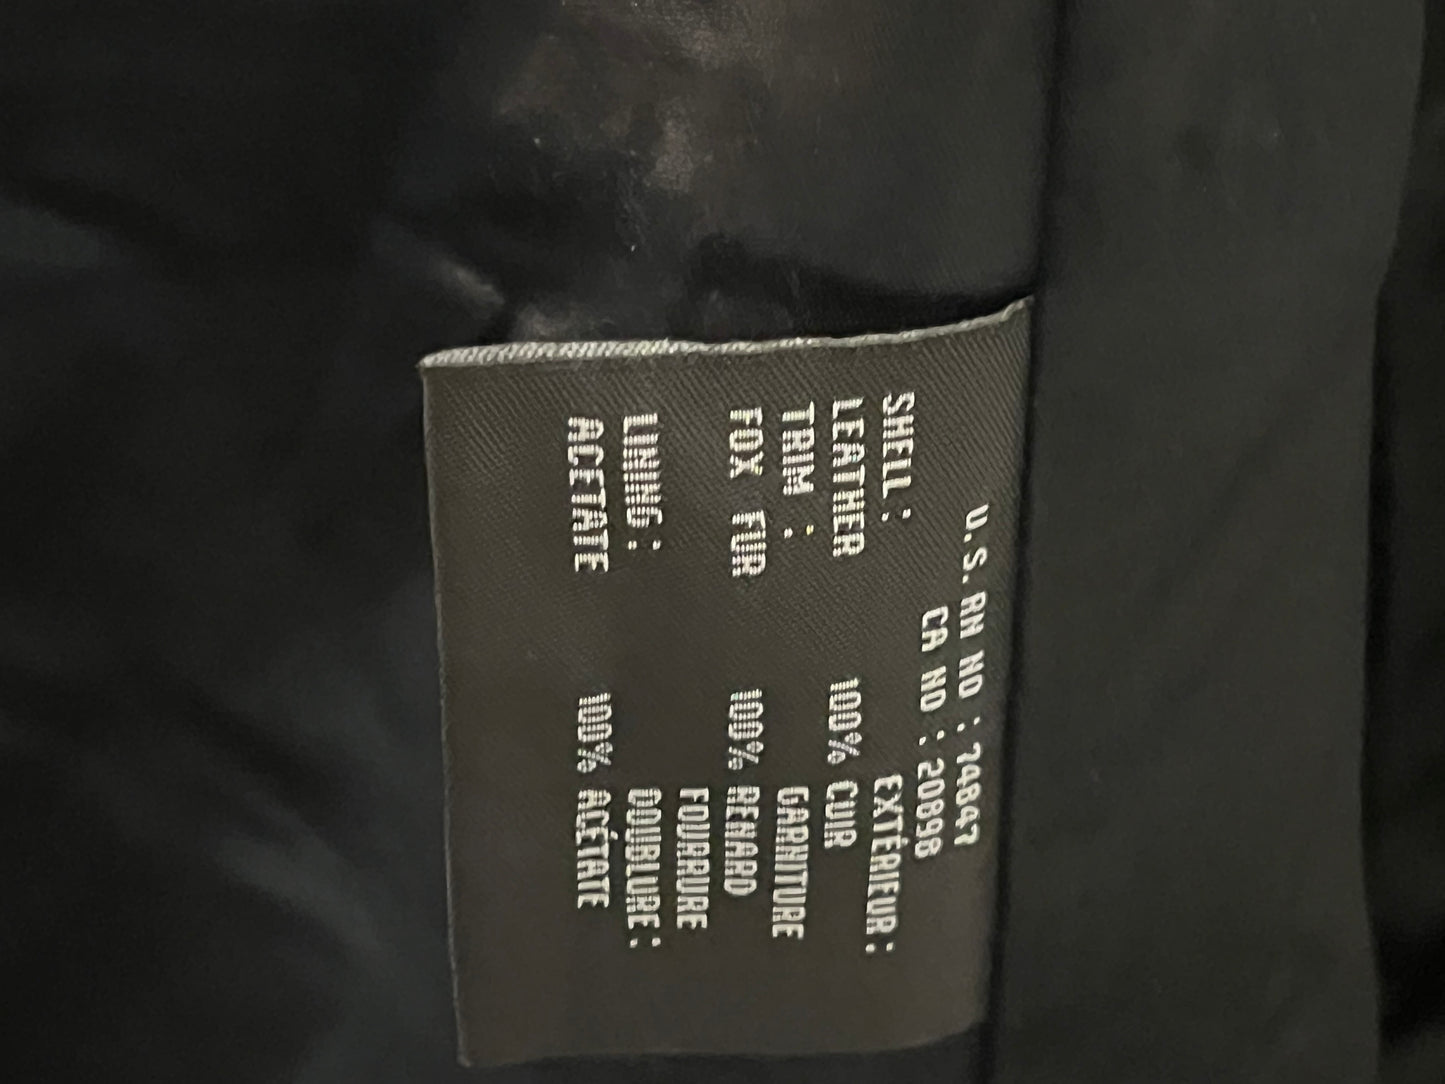 U.S. RN NO : 74847
CA NO : 20898
SHELL : EXTÉRIEUR :
LEATHER 100% CUIR
TRIM : GARNITURE
FOX FUR 100% RENARD
FOURRURE
LINING : DOUBLURE :
ACETATE 100% ACÉTATE